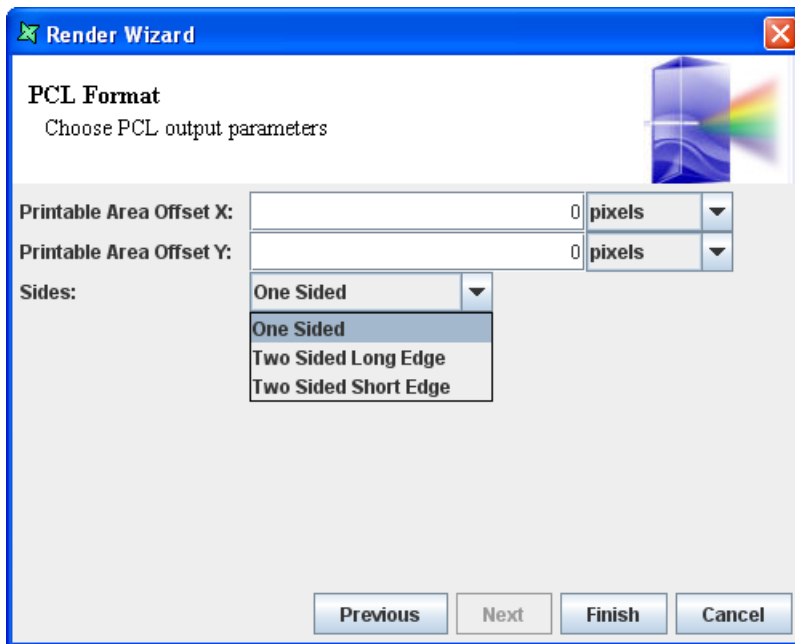 Render Wizard
PCL Format
Choose PCL output parameters
Printable Area Offset X: 0 pixels
Printable Area Offset Y: 0 pixels
Sides: One Sided
One Sided
Two Sided Long Edge
Two Sided Short Edge
Previous Next Finish Cancel